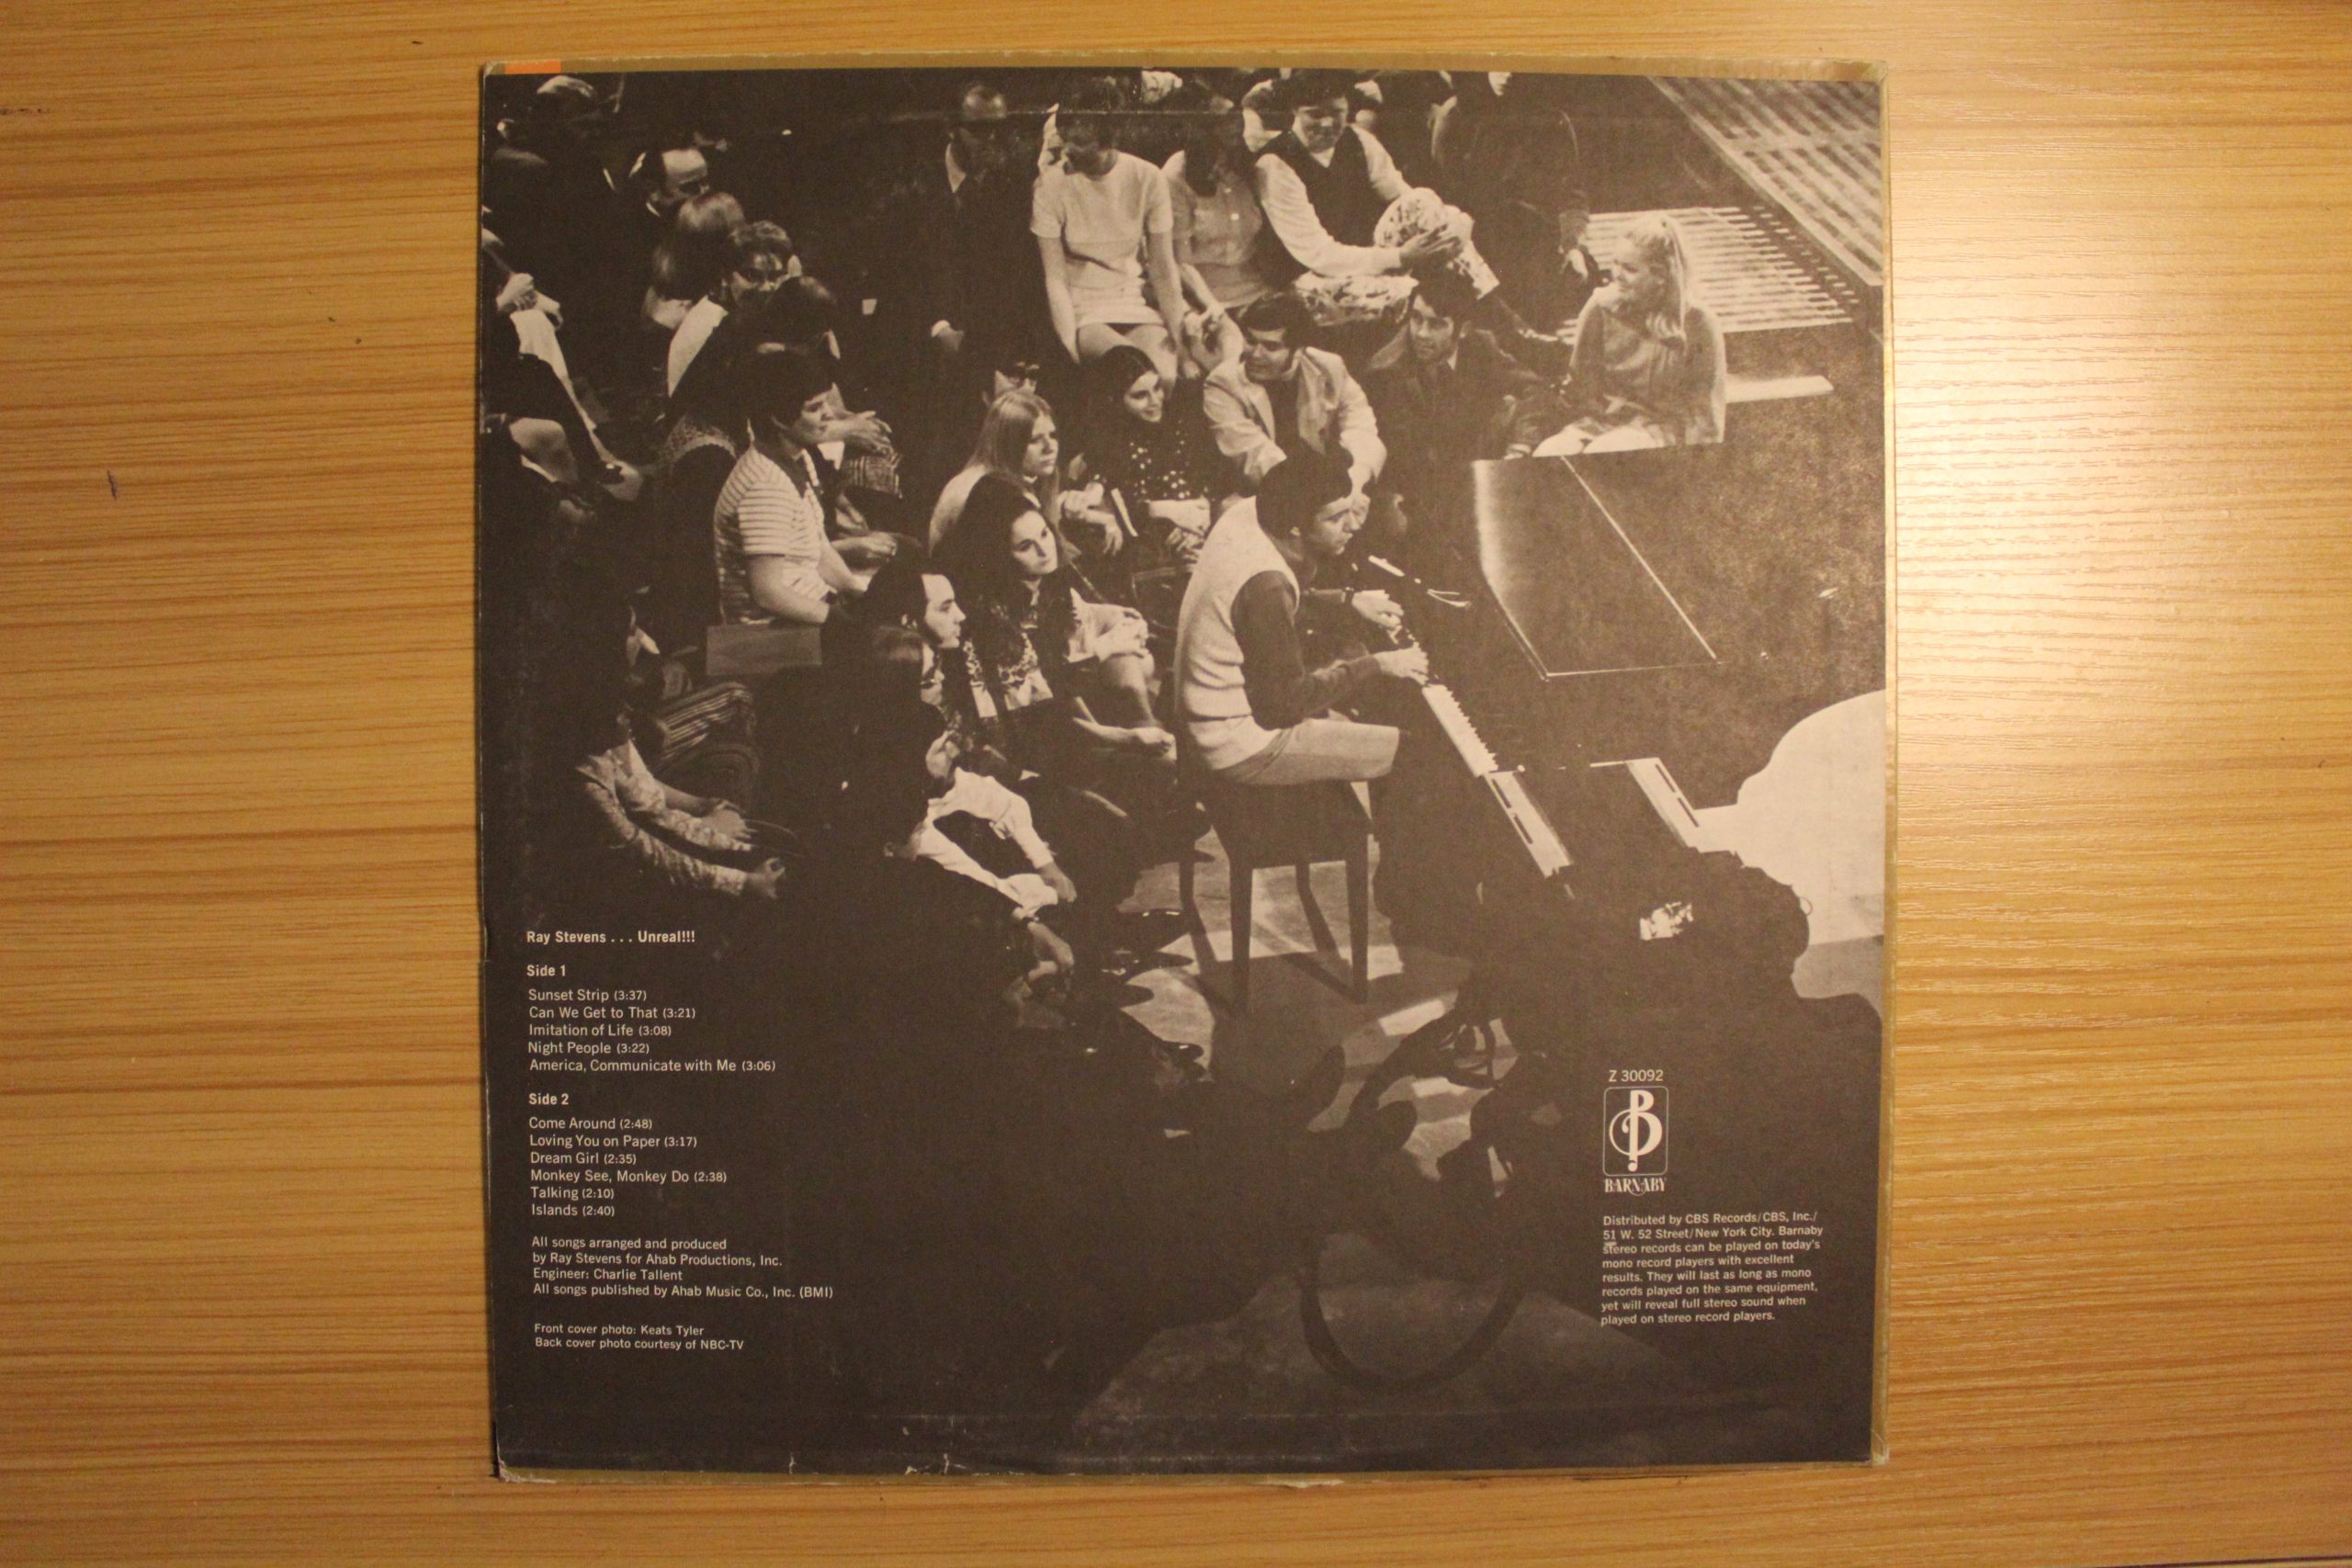 Ray Stevens . . . Unreal!!!
Side 1
Sunset Strip (3:37)
Can We Get to That (3:21)
Imitation of Life (3:08)
Night People (3:22)
America, Communicate with Me (3:06)
Side 2
Come Around (2:48)
Loving You on Paper (3:17)
Dream Girl (2:35)
Monkey See, Monkey Do (2:38)
Talking (2:10)
Islands (2:40)
All songs arranged and produced
by Ray Stevens for Ahab Productions, Inc.
Engineer: Charlie Tallent
All songs published by Ahab Music Co., Inc. (BMI)
Front cover photo: Keats Tyler
Back cover photo courtesy of NBC-TV
Z 30092
B
BARNABY
Distributed by CBS Records/CBS, Inc./
51 W. 52 Street/New York City. Barnaby
stereo records can be played on today's
mono record players with excellent
results. They will last as long as mono
records played on the same equipment,
yet will reveal full stereo sound when
played on stereo record players.